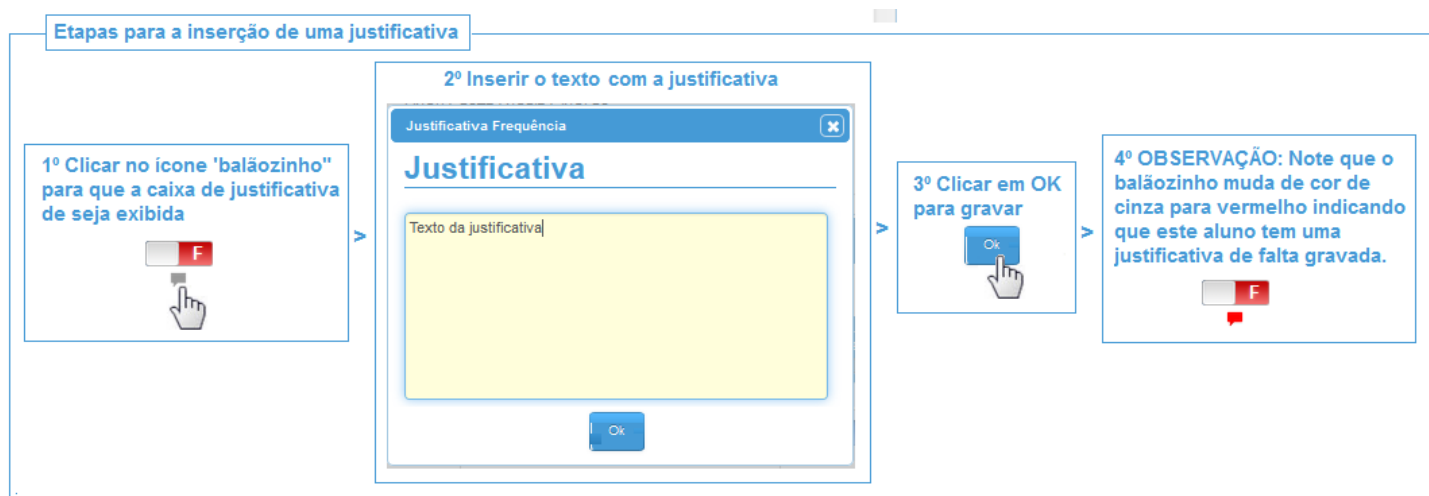 Etapas para a inserção de uma justificativa
1º Clicar no ícone 'balãozinho"
para que a caixa de justificativa
de seja exibida
F
>
2º Inserir o texto com a justificativa
Justificativa Frequência
Justificativa
Texto da justificativa
Ok
>
3º Clicar em OK
para gravar
Ok
>
4º OBSERVAÇÃO: Note que o
balãozinho muda de cor de
cinza para vermelho indicando
que este aluno tem uma
justificativa de falta gravada.
F